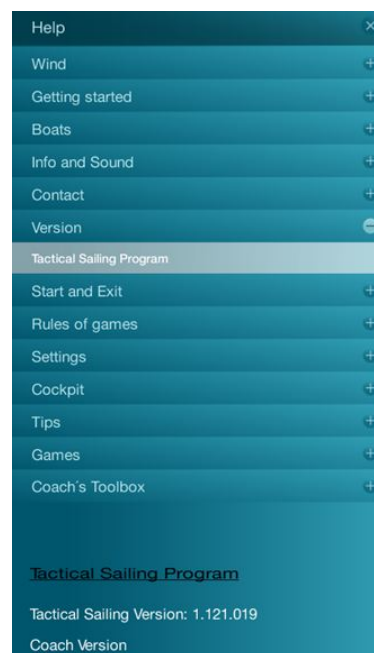 Help
Wind
Getting started
Boats
Info and Sound
Contact
Version
Tactical Sailing Program
Start and Exit
Rules of games
Settings
Cockpit
Tips
Games
Coach´s Toolbox
Tactical Sailing Program
Tactical Sailing Version: 1.121.019
Coach Version